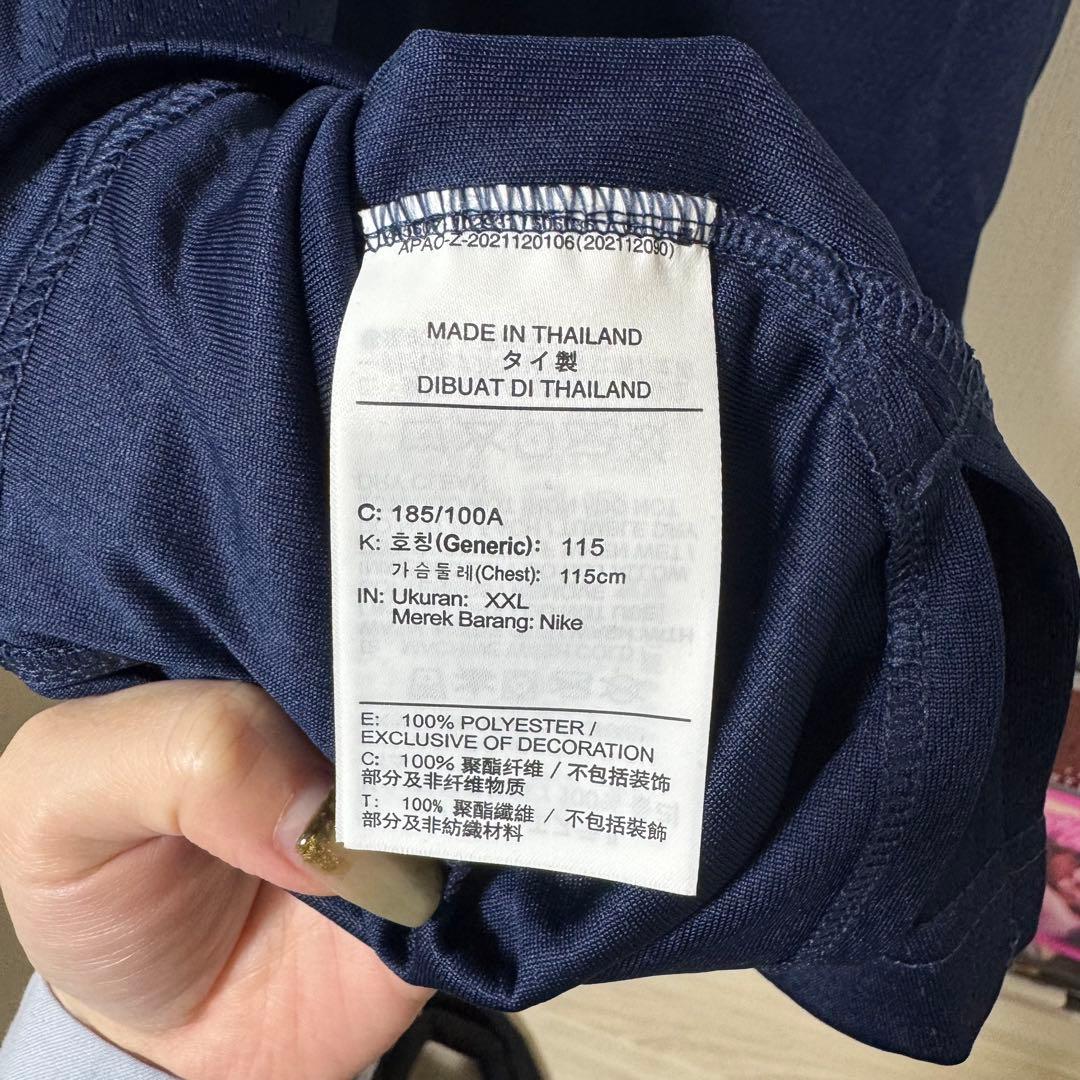 APAC-Z-2021120106(202112090)
MADE IN THAILAND
タイ製
DIBUAT DI THAILAND
C: 185/100A
K: 호칭(Generic): 115
가슴둘레(Chest): 115cm
IN: Ukuran: XXL
Merek Barang: Nike
E: 100% POLYESTER /
EXCLUSIVE OF DECORATION
C: 100% 聚酯纤维 / 不包括装饰
部分及非纤维物质
T: 100% 聚酯纖維 / 不包括裝飾
部分及非紡織材料